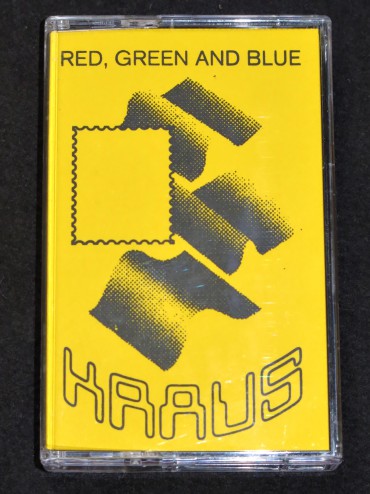 RED, GREEN AND BLUE
KRAUS